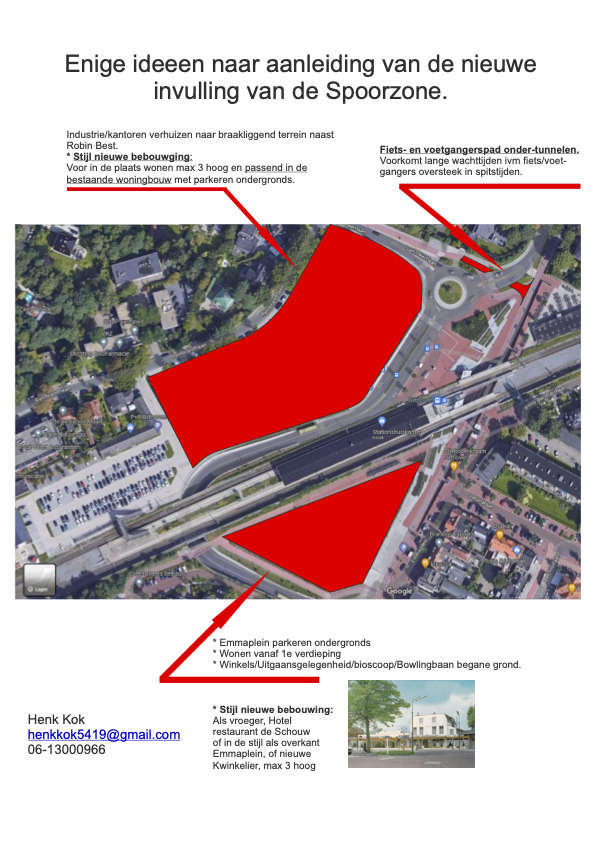 Enige ideeen naar aanleiding van de nieuwe
invulling van de Spoorzone.
Industrie/kantoren verhuizen naar braakliggend terrein naast
Robin Best.
* Stijl nieuwe bebouwging:
Voor in de plaats wonen max 3 hoog en passend in de
bestaande woningbouw met parkeren ondergronds.
Fiets- en voetgangerspad onder-tunnelen.
Voorkomt lange wachttijden ivm fiets/voet-
gangers oversteek in spitstijden.
Google
* Emmaplein parkeren ondergronds
* Wonen vanaf 1e verdieping
* Winkels/Uitgaansgelegenheid/bioscoop/Bowlingbaan begane grond.
* Stijl nieuwe bebouwing:
Als vroeger, Hotel
restaurant de Schouw
of in de stijl als overkant
Emmaplein, of nieuwe
Kwinkelier, max 3 hoog
Henk Kok
henkkok5419@gmail.com
06-13000966